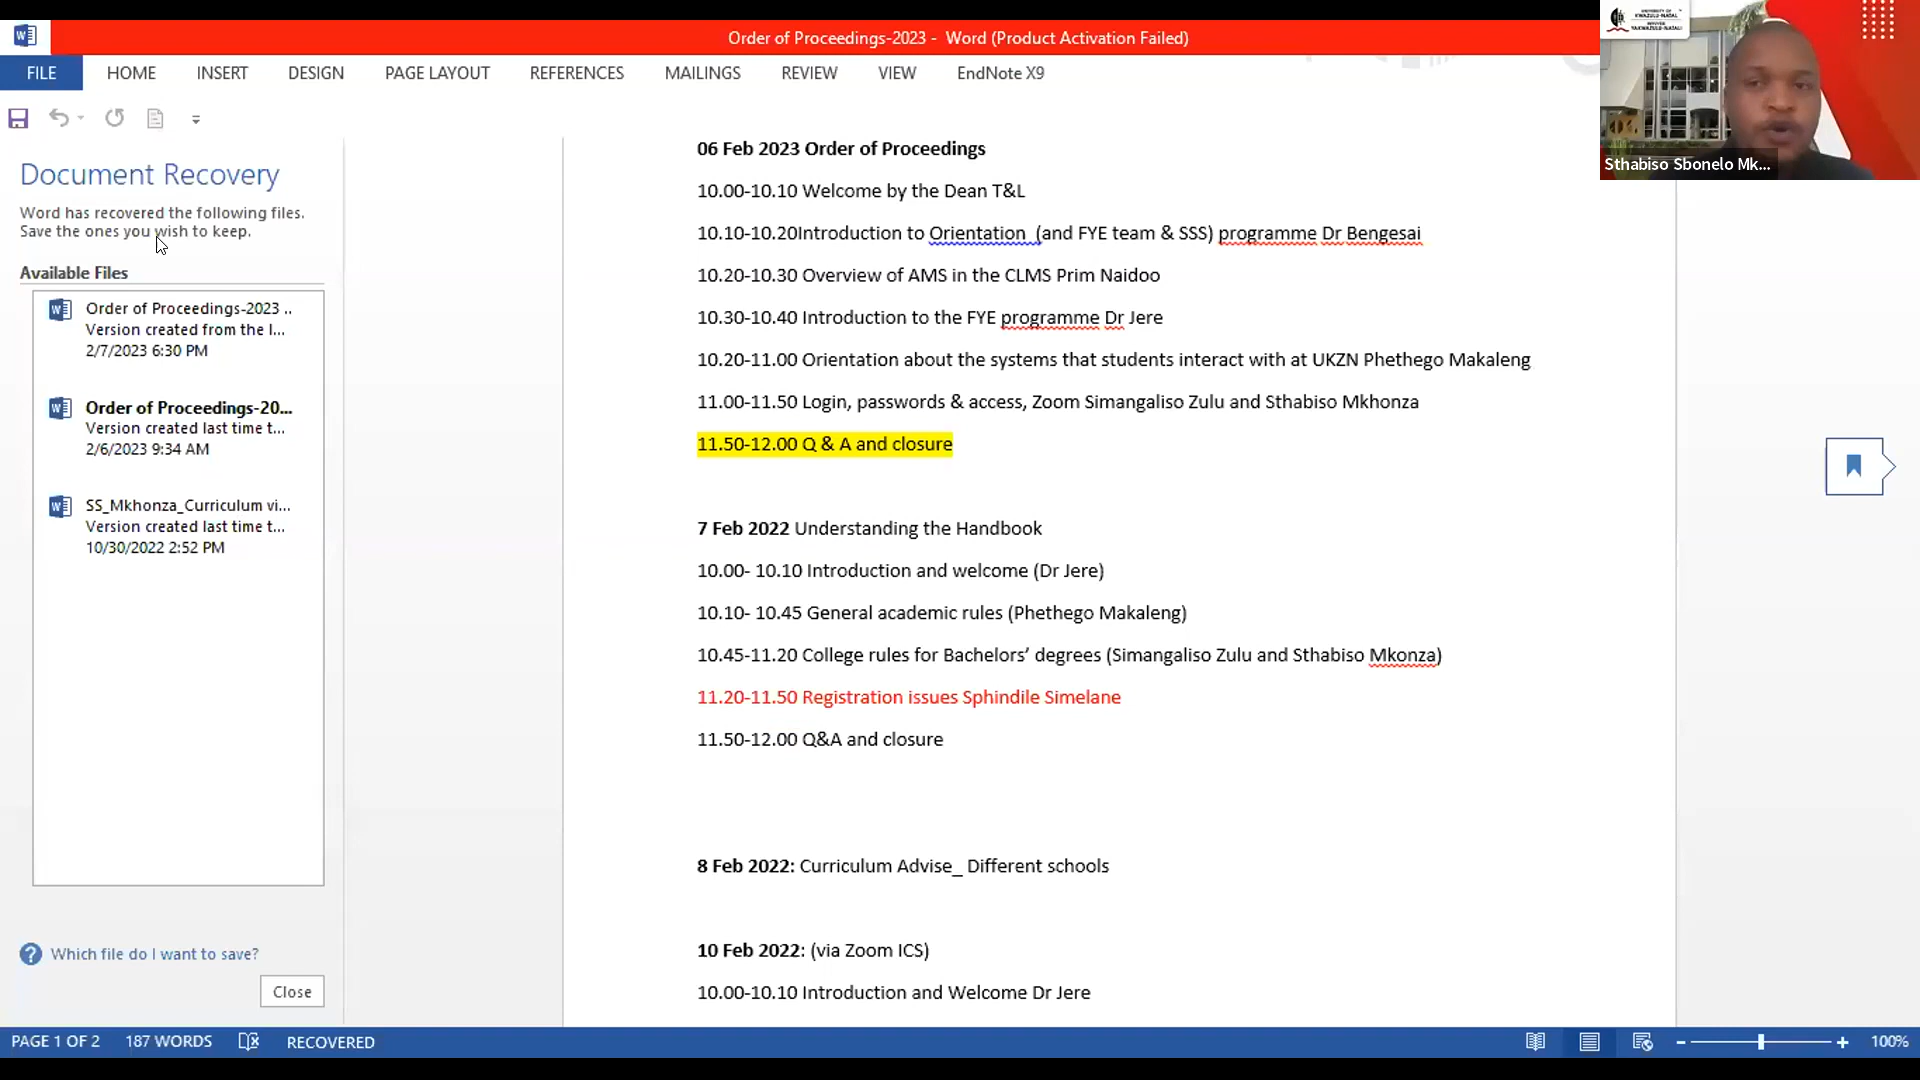 Order of Proceedings-2023 - Word (Product Activation Failed)
FILE HOME INSERT DESIGN PAGE LAYOUT REFERENCES MAILINGS REVIEW VIEW EndNote X9
UNIVERSITY OF
KWAZULU-NATAL
INYUVESI
YAKWAZULU-NATALI
Sthabiso Sbonelo Mk...
Document Recovery
Word has recovered the following files.
Save the ones you wish to keep.
Available Files
Order of Proceedings-2023 ..
Version created from the l...
2/7/2023 6:30 PM
Order of Proceedings-20...
Version created last time t...
2/6/2023 9:34 AM
SS_Mkhonza_Curriculum vi...
Version created last time t...
10/30/2022 2:52 PM
Which file do I want to save?
Close
06 Feb 2023 Order of Proceedings
10.00-10.10 Welcome by the Dean T&L
10.10-10.20Introduction to Orientation  (and FYE team & SSS) programme Dr Bengesai
10.20-10.30 Overview of AMS in the CLMS Prim Naidoo
10.30-10.40 Introduction to the FYE programme Dr Jere
10.20-11.00 Orientation about the systems that students interact with at UKZN Phethego Makaleng
11.00-11.50 Login, passwords & access, Zoom Simangaliso Zulu and Sthabiso Mkhonza
11.50-12.00 Q & A and closure
7 Feb 2022 Understanding the Handbook
10.00- 10.10 Introduction and welcome (Dr Jere)
10.10- 10.45 General academic rules (Phethego Makaleng)
10.45-11.20 College rules for Bachelors’ degrees (Simangaliso Zulu and Sthabiso Mkonza)
11.20-11.50 Registration issues Sphindile Simelane
11.50-12.00 Q&A and closure
8 Feb 2022: Curriculum Advise_ Different schools
10 Feb 2022: (via Zoom ICS)
10.00-10.10 Introduction and Welcome Dr Jere
PAGE 1 OF 2 187 WORDS RECOVERED 100%